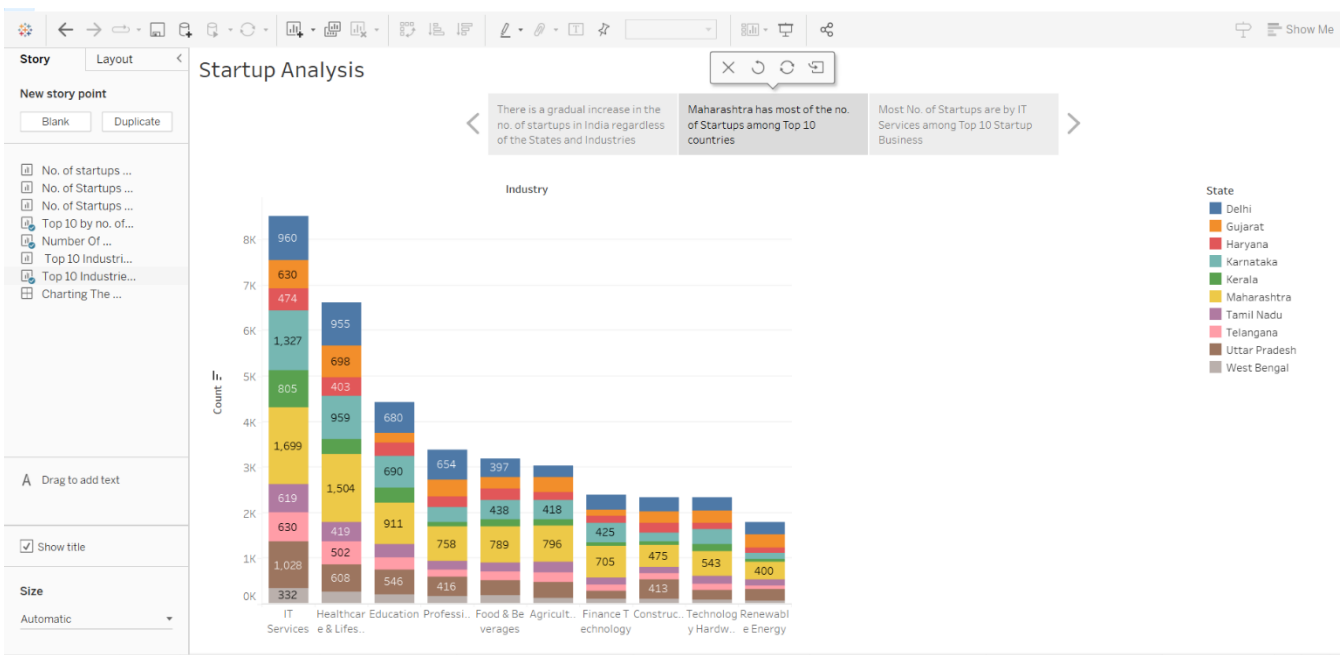 Show Me
Story
Layout
Startup Analysis
New story point
Blank
Duplicate
There is a gradual increase in the
no. of startups in India regardless
of the States and Industries
Maharashtra has most of the no.
of Startups among Top 10
countries
Most No. of Startups are by IT
Services among Top 10 Startup
Business
No. of startups ...
No. of Startups ...
No. of Startups ...
Top 10 by no. of...
Number Of ...
Top 10 Industri...
Top 10 Industrie...
Charting The ...
A Drag to add text
Show title
Size
Automatic
Industry
Count
8K
7K
6K
5K
4K
3K
2K
1K
0K
960
630
474
1,327
805
1,699
619
630
1,028
332
955
698
403
959
1,504
419
502
608
680
690
911
546
654
758
416
397
438
789
418
796
425
705
475
413
543
400
IT
Services
Healthcar
e & Lifes..
Education
Professi..
Food & Be
verages
Agricult..
Finance T
echnology
Construc..
Technolog
y Hardw..
Renewabl
e Energy
State
Delhi
Gujarat
Haryana
Karnataka
Kerala
Maharashtra
Tamil Nadu
Telangana
Uttar Pradesh
West Bengal